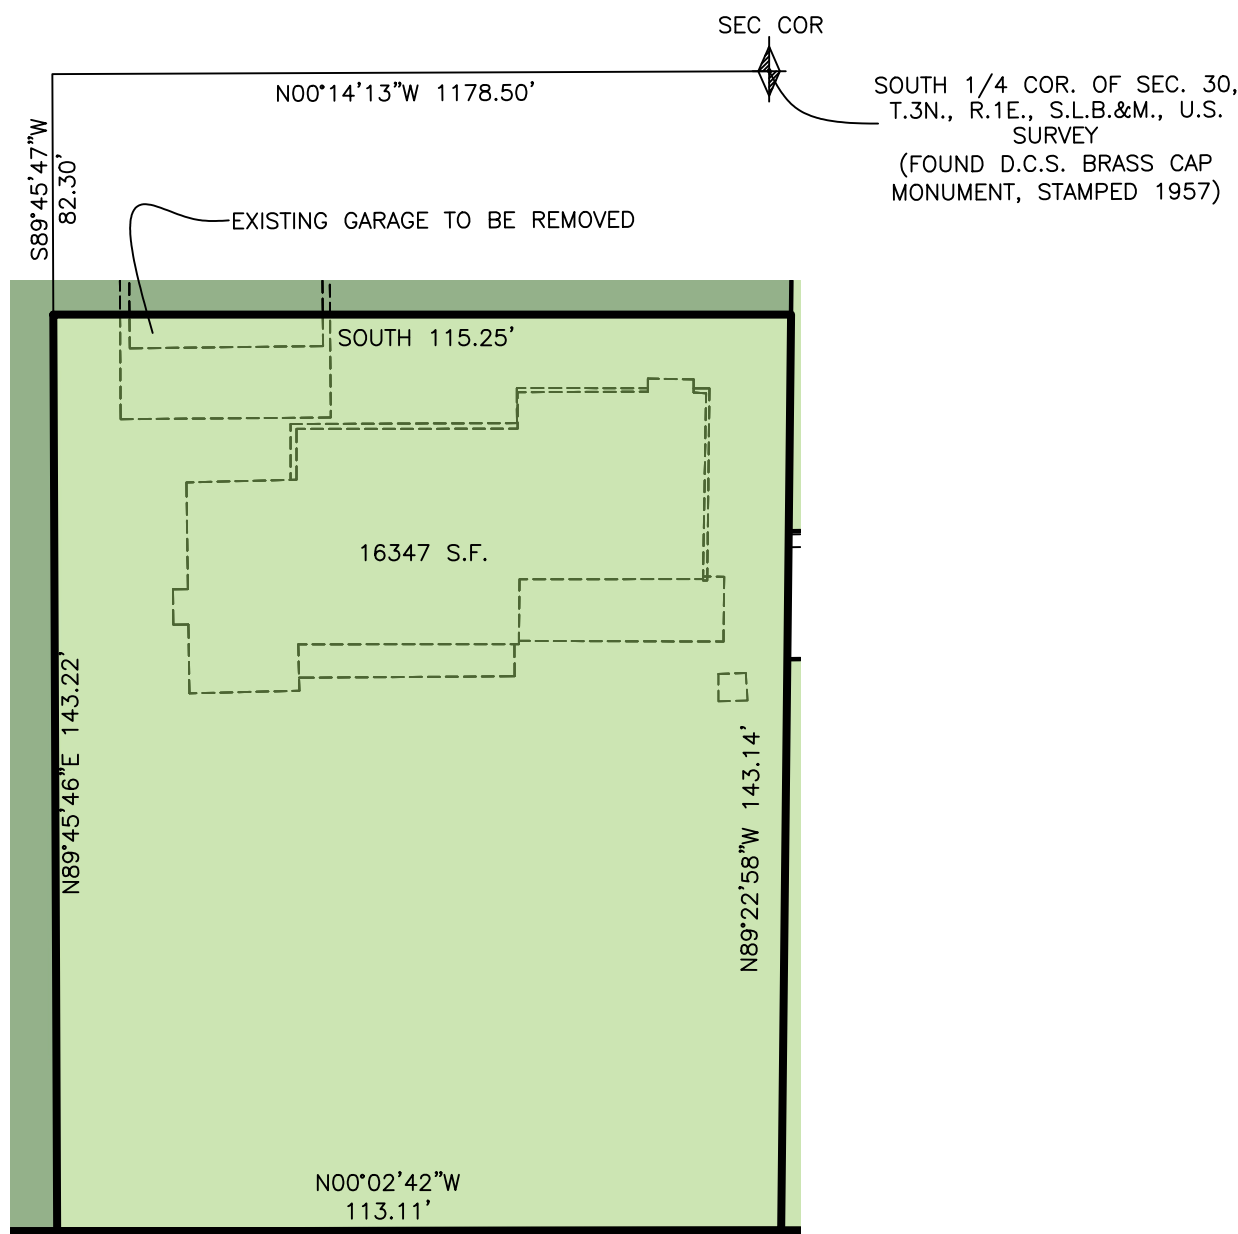 SEC COR
N00°14'13"W 1178.50'
SOUTH 1/4 COR. OF SEC. 30,
T.3N., R.1E., S.L.B.&M., U.S.
SURVEY
(FOUND D.C.S. BRASS CAP
MONUMENT, STAMPED 1957)
S89°45'47"W
82.30'
EXISTING GARAGE TO BE REMOVED
SOUTH 115.25'
16347 S.F.
N89°45'46"E 143.22'
N89°22'58"W 143.14'
N00°02'42"W
113.11'